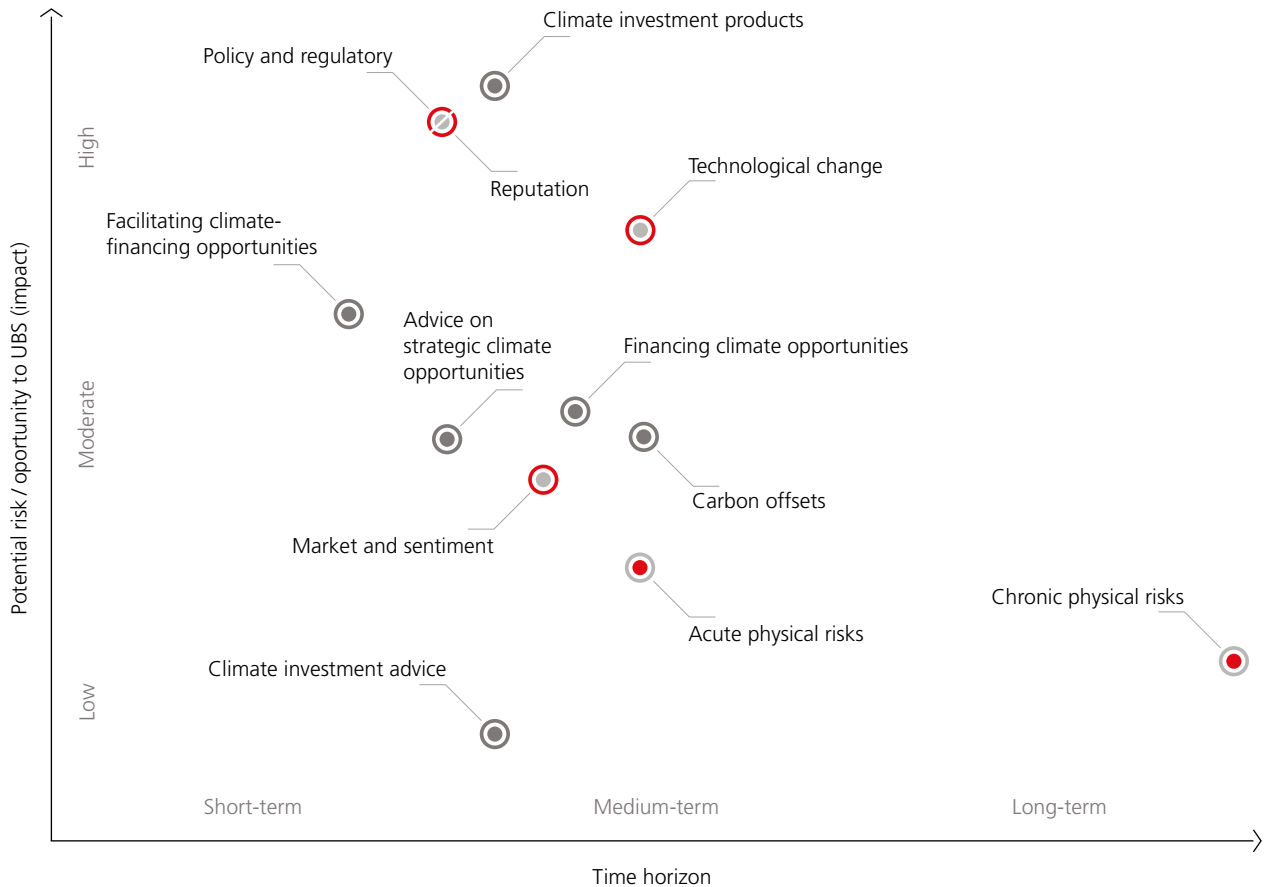 Climate investment products
Policy and regulatory
Reputation
Technological change
Facilitating climate-
financing opportunities
Advice on
strategic climate
opportunities
Financing climate opportunities
Carbon offsets
Market and sentiment
Acute physical risks
Chronic physical risks
Climate investment advice
High
Moderate
Low
Potential risk / oportunity to UBS (impact)
Short-term
Medium-term
Long-term
Time horizon